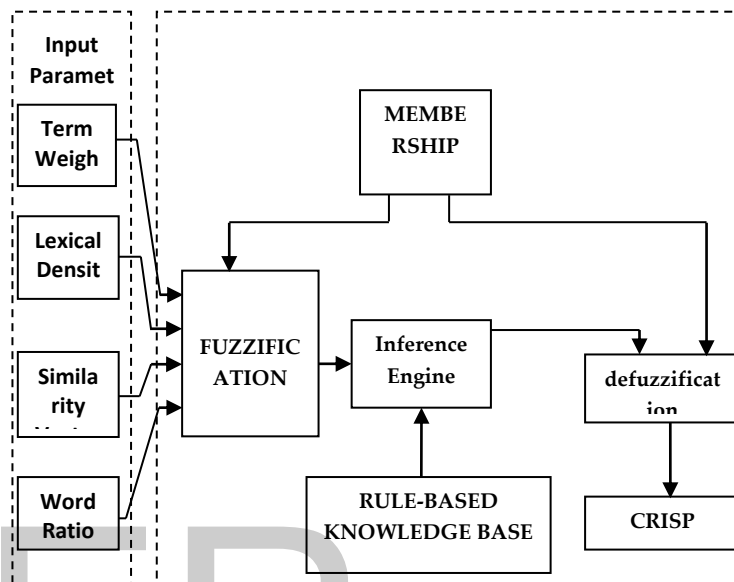 Input
Paramet
Term
Weigh
Lexical
Densit
Simila
rity
Word
Ratio
MEMBE
RSHIP
FUZZIFIC
ATION
Inference
Engine
defuzzificat
ion
RULE-BASED
KNOWLEDGE BASE
CRISP